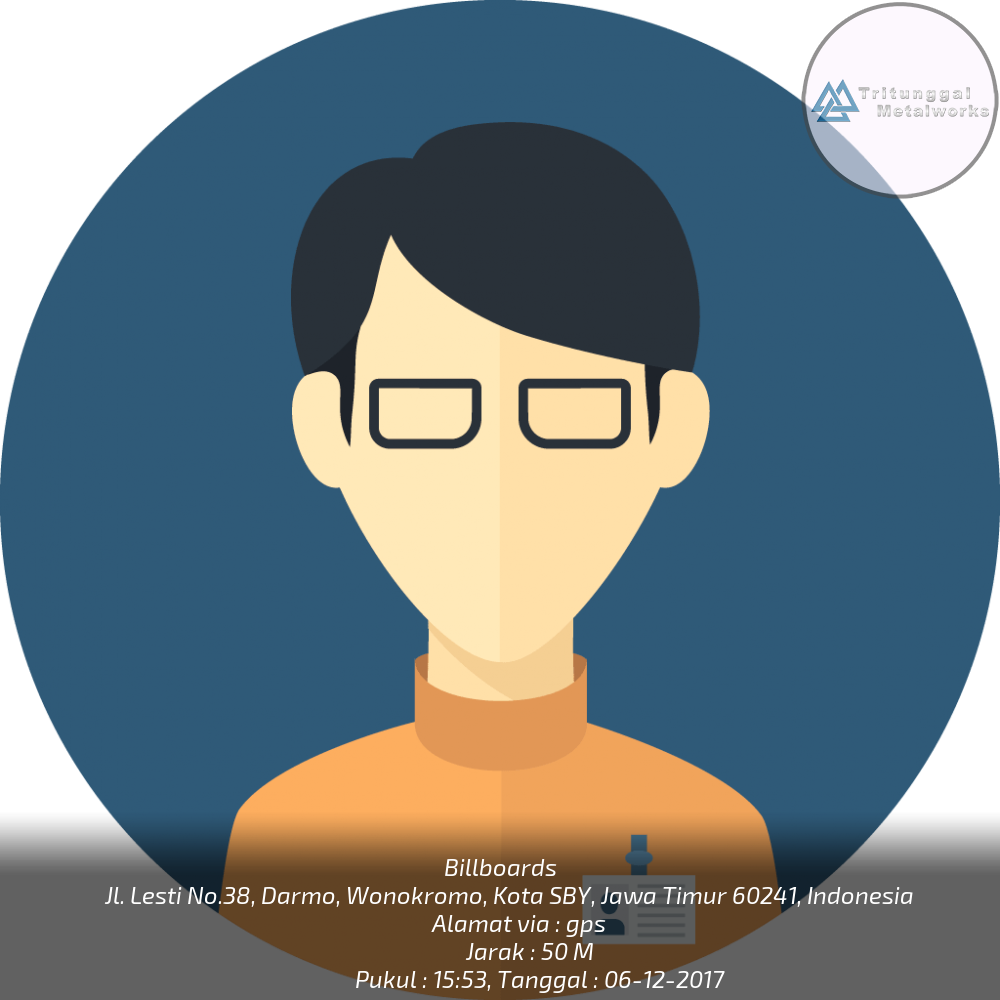 Tritunggal
Metalworks
Billboards
Jl. Lesti No.38, Darmo, Wonokromo, Kota SBY, Jawa Timur 60241, Indonesia
Alamat via : gps
Jarak : 50 M
Pukul : 15:53, Tanggal : 06-12-2017